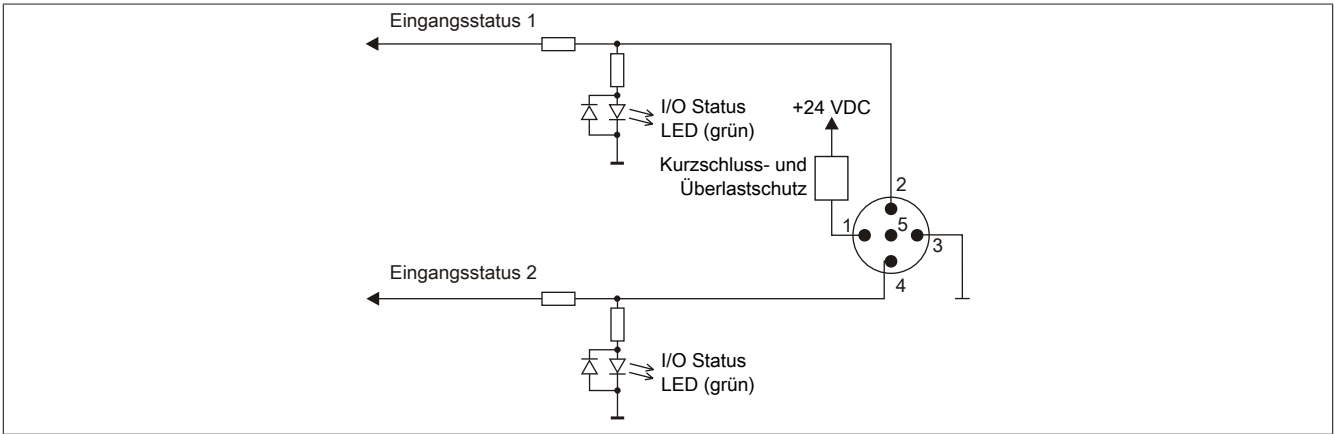 Eingangsstatus 1
I/O Status
LED (grün)
+24 VDC
Kurzschluss- und
Überlastschutz
2
1
5
3
4
Eingangsstatus 2
I/O Status
LED (grün)